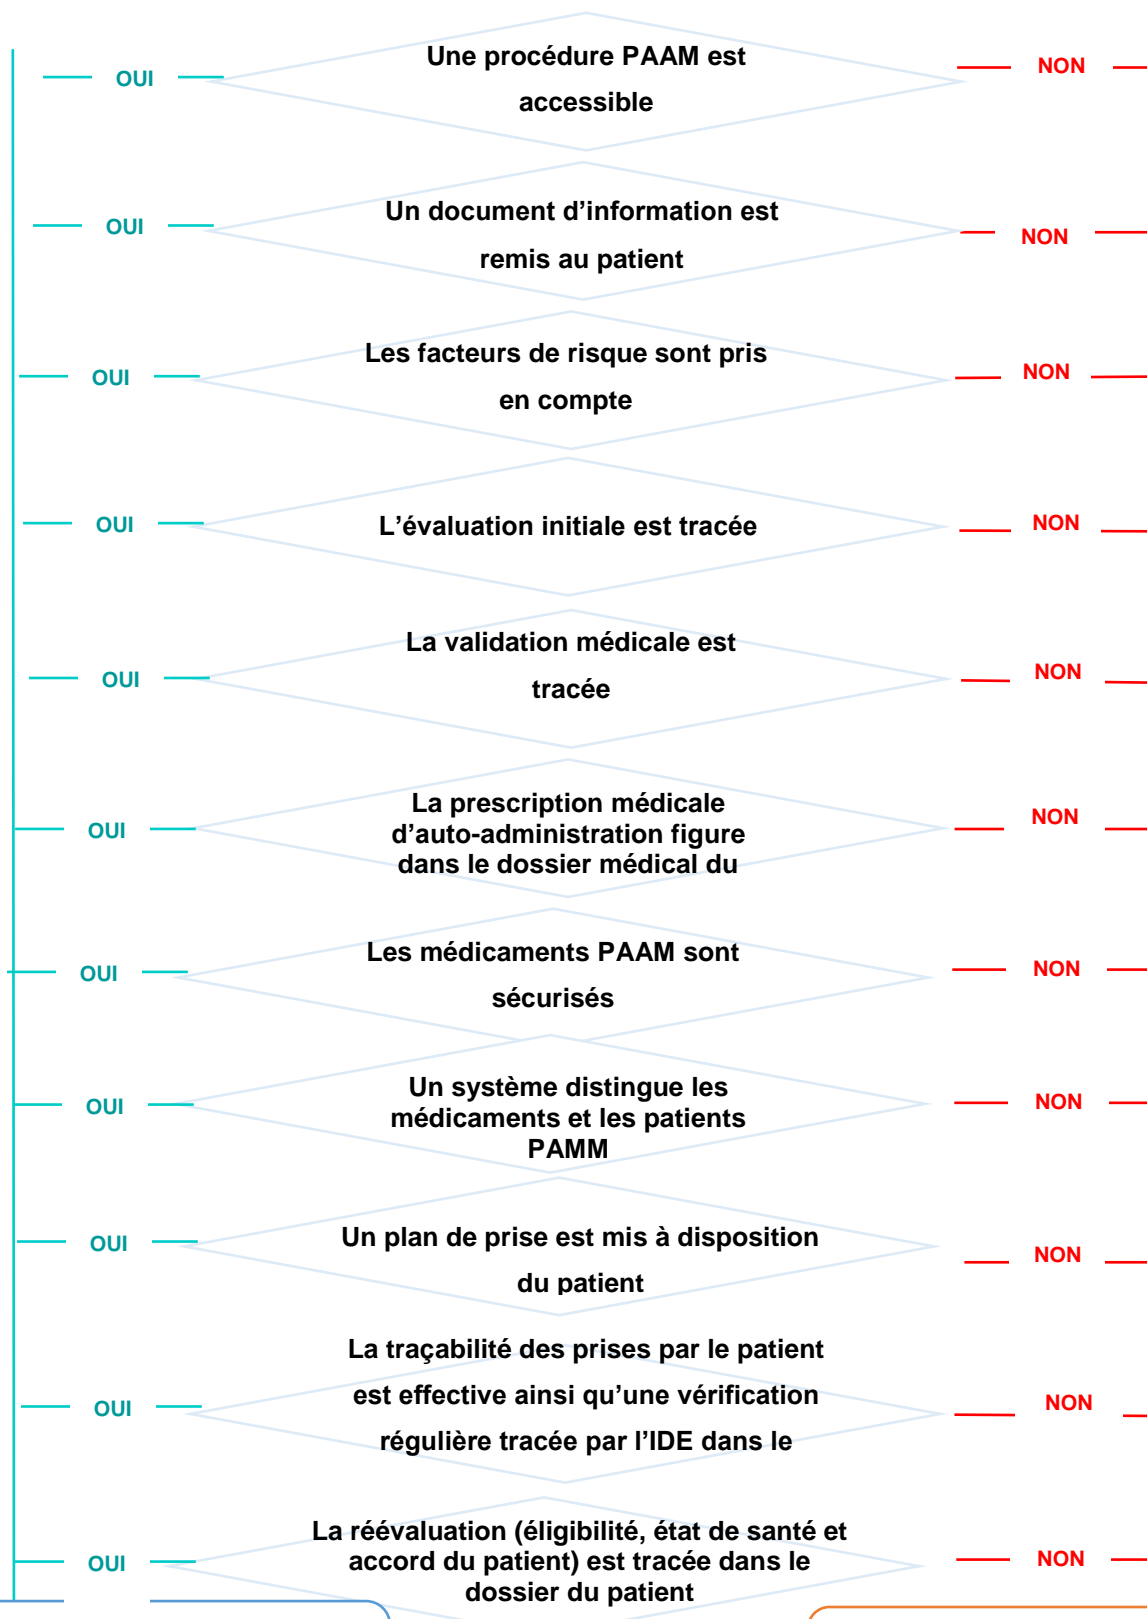 Une procédure PAAM est
accessible
OUI
NON
Un document d’information est
remis au patient
OUI
NON
Les facteurs de risque sont pris
en compte
OUI
NON
L’évaluation initiale est tracée
OUI
NON
La validation médicale est
tracée
OUI
NON
La prescription médicale
d’auto-administration figure
dans le dossier médical du
OUI
NON
Les médicaments PAAM sont
sécurisés
OUI
NON
Un système distingue les
médicaments et les patients
PAMM
OUI
NON
Un plan de prise est mis à disposition
du patient
OUI
NON
La traçabilité des prises par le patient
est effective ainsi qu’une vérification
régulière tracée par l’IDE dans le
OUI
NON
La réévaluation (éligibilité, état de santé et
accord du patient) est tracée dans le
dossier du patient
OUI
NON